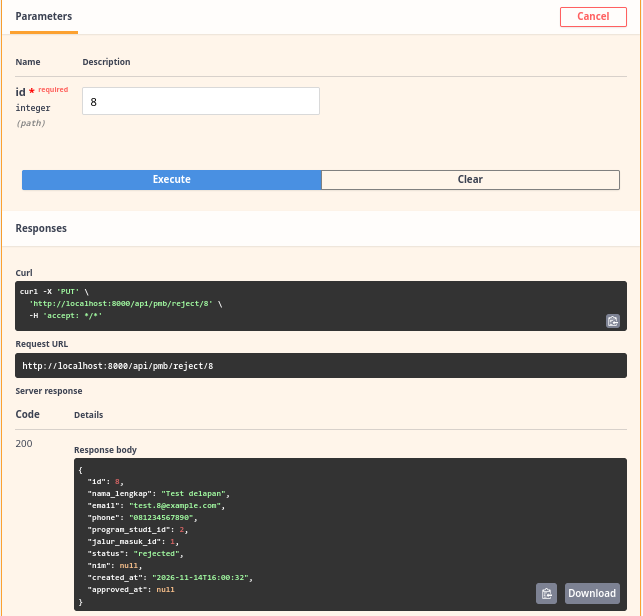 Parameters
Cancel
Name Description
id * required
integer
(path)
8
Execute Clear
Responses
Curl
curl -X 'PUT' \
'http://localhost:8000/api/pmb/reject/8' \
-H 'accept: */*'
Request URL
http://localhost:8000/api/pmb/reject/8
Server response
Code Details
200
Response body
{
"id": 8,
"nama_lengkap": "Test delapan",
"email": "test.8@example.com",
"phone": "081234567890",
"program_studi_id": 2,
"jalur_masuk_id": 1,
"status": "rejected",
"nim": null,
"created_at": "2026-11-14T16:00:32",
"approved_at": null
}
Download